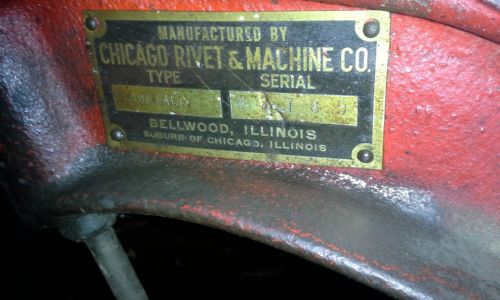 MANUFACTURED BY
CHICAGO RIVET & MACHINE CO.
TYPE SERIAL
BELLWOOD, ILLINOIS
SUBURB OF CHICAGO, ILLINOIS